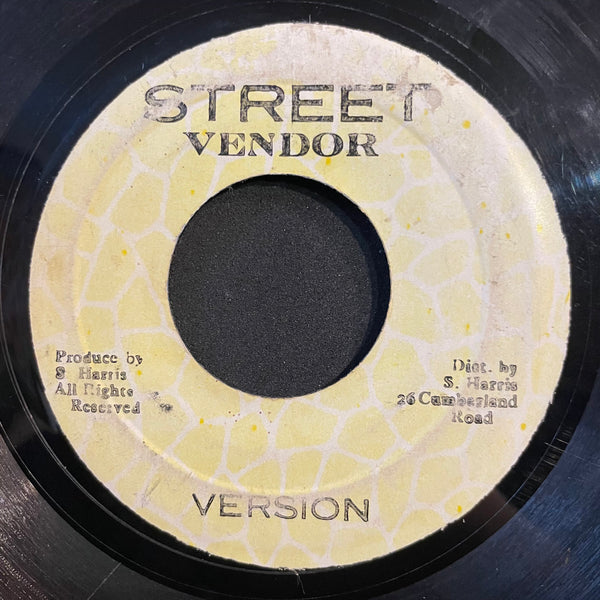 STREET
VENDOR
Produce by
S Harris
All Rights
Reserved
Dist. by
S. Harris
26 Cumberland
Road
VERSION